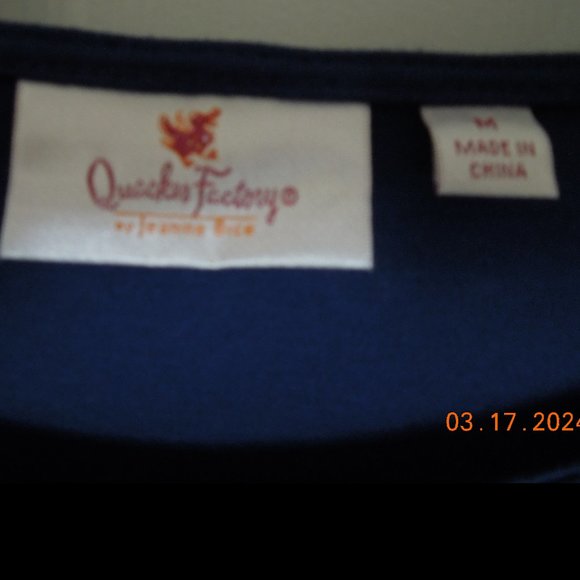 Quacker Factory®
BY Jeanne Bice
M
MADE IN
CHINA
03.17.2024